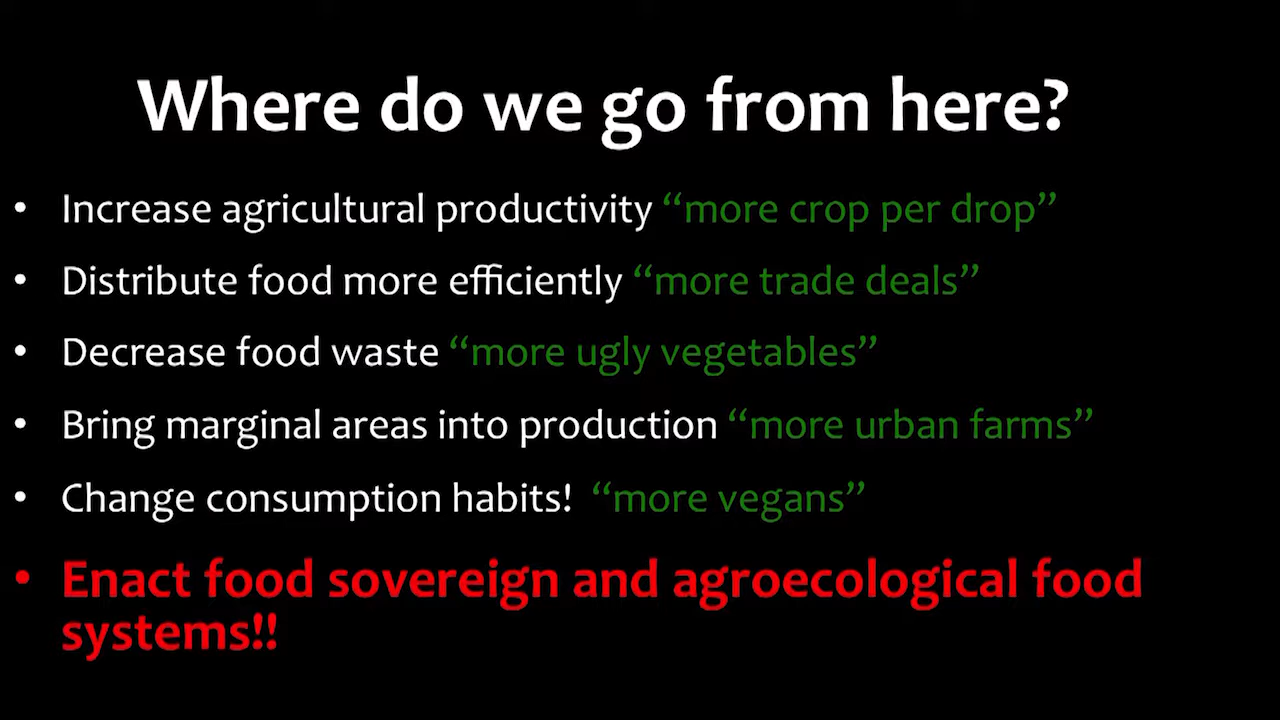 Where do we go from here?
• Increase agricultural productivity “more crop per drop”
• Distribute food more efficiently “more trade deals”
• Decrease food waste “more ugly vegetables”
• Bring marginal areas into production “more urban farms”
• Change consumption habits! “more vegans”
• Enact food sovereign and agroecological food
systems!!